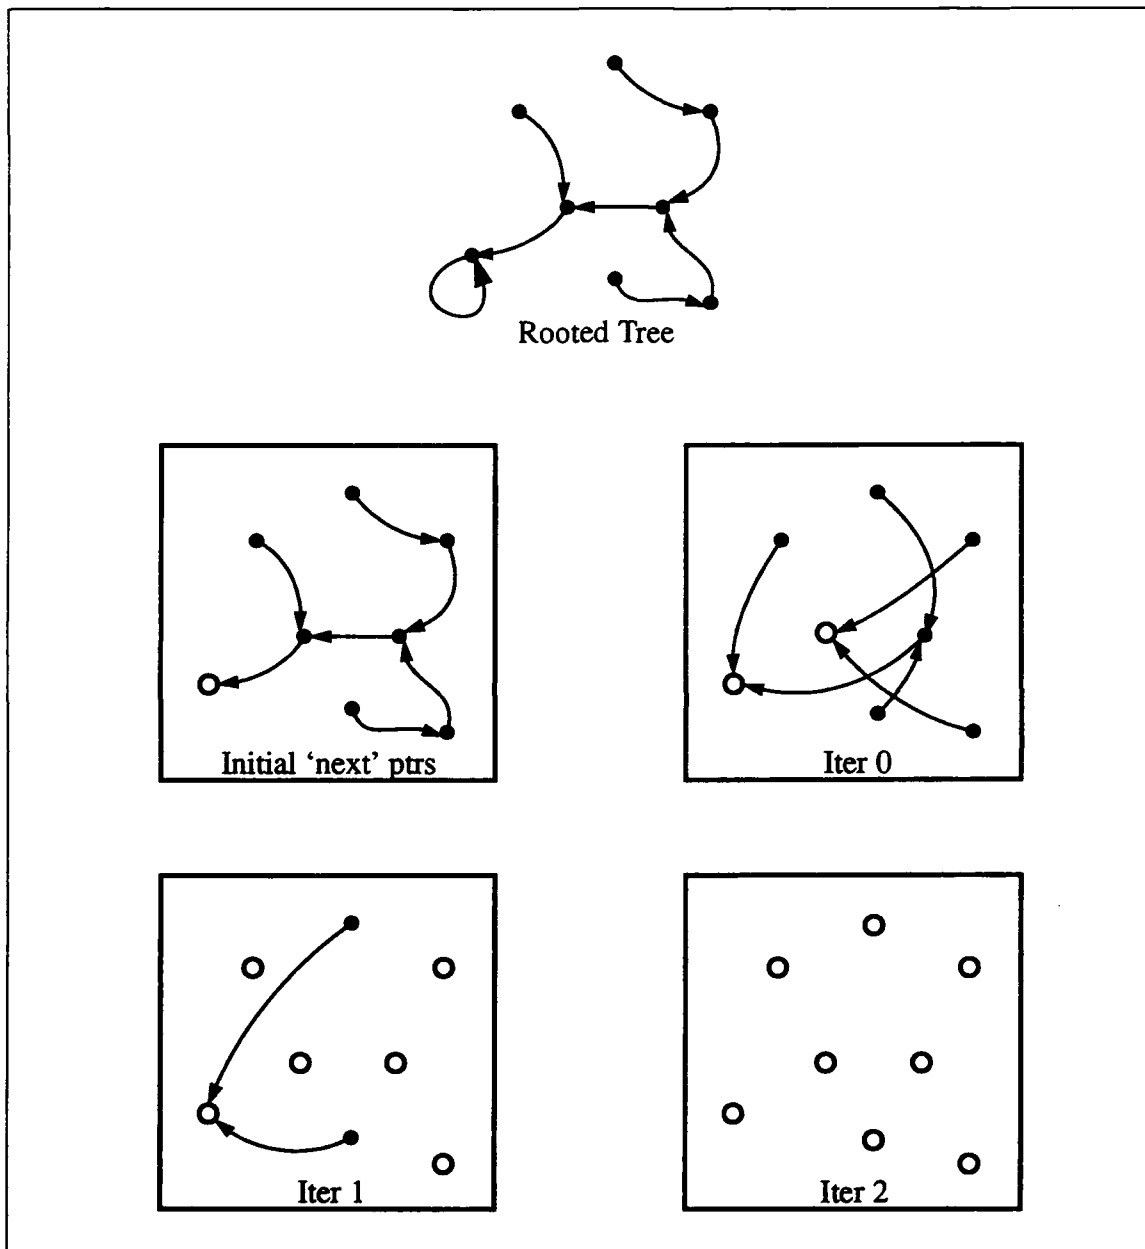 Rooted Tree
Initial ‘next’ ptrs
Iter 0
Iter 1
Iter 2